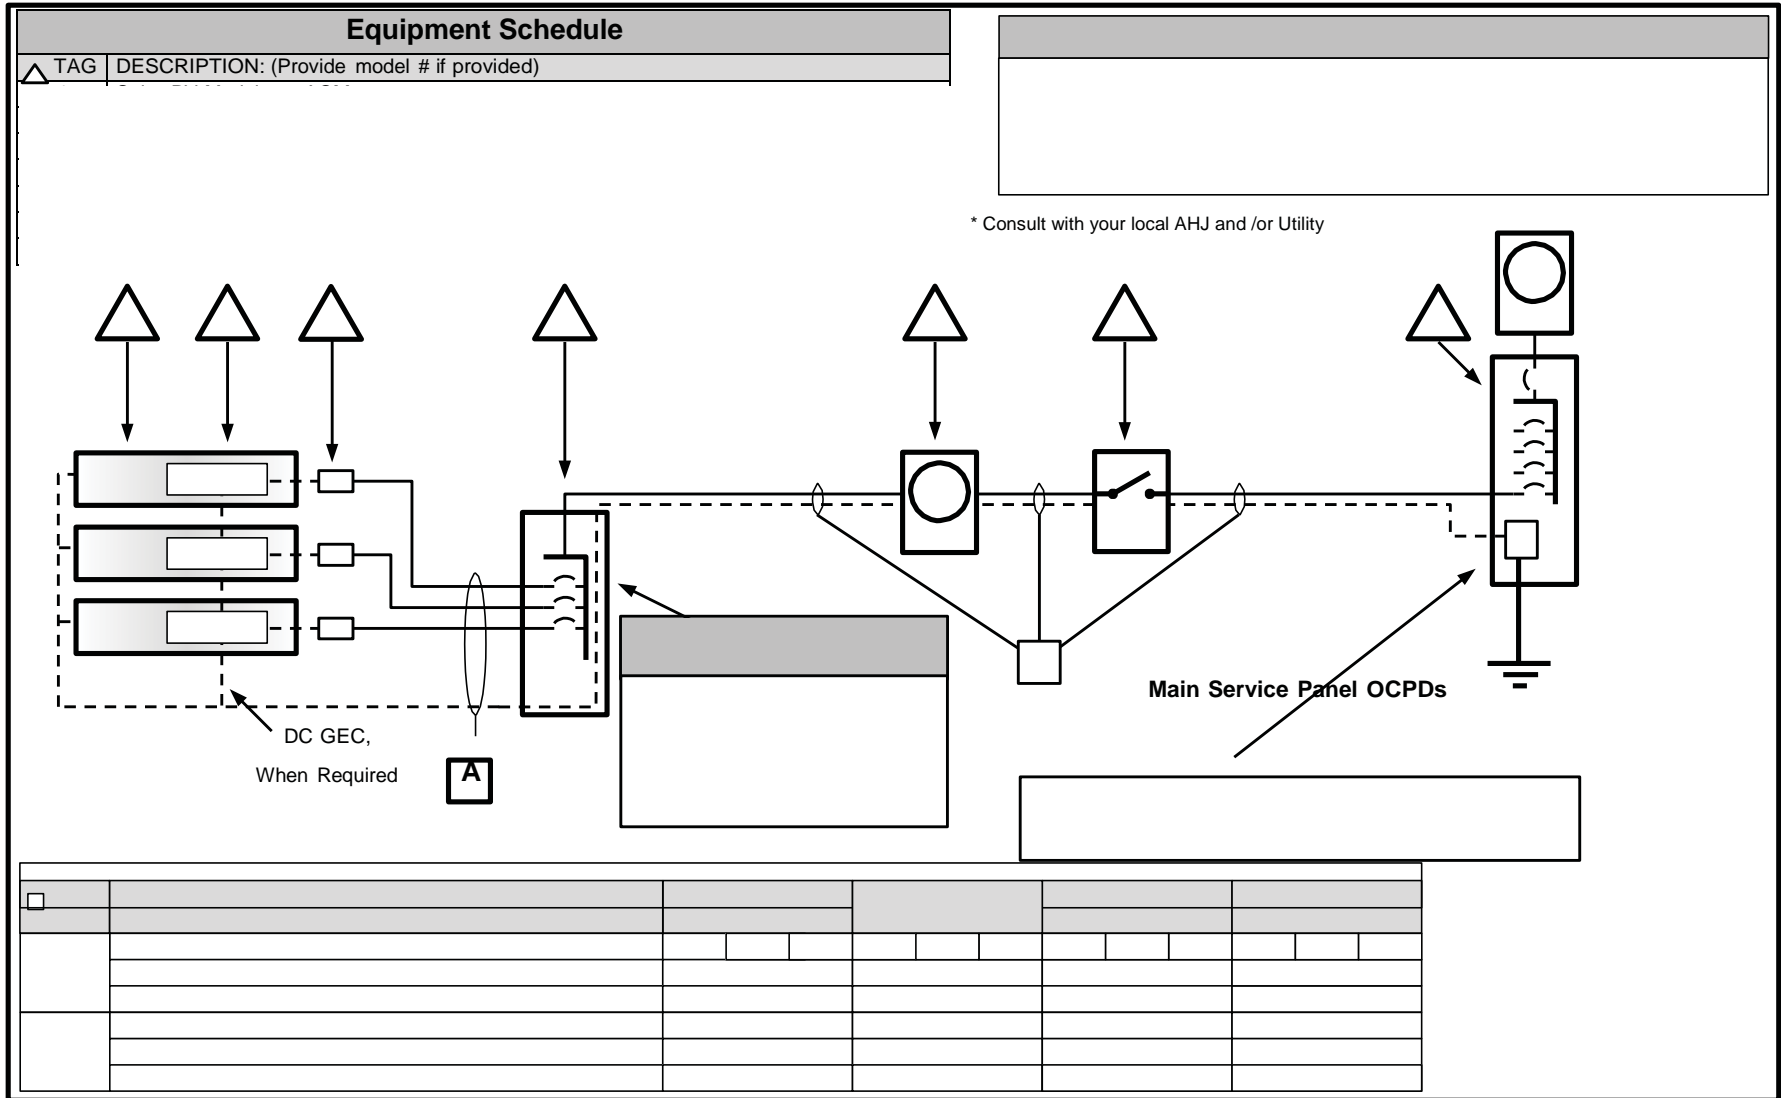 Equipment Schedule
TAG DESCRIPTION: (Provide model # if provided)
* Consult with your local AHJ and /or Utility
Main Service Panel OCPDs
DC GEC,
When Required
A